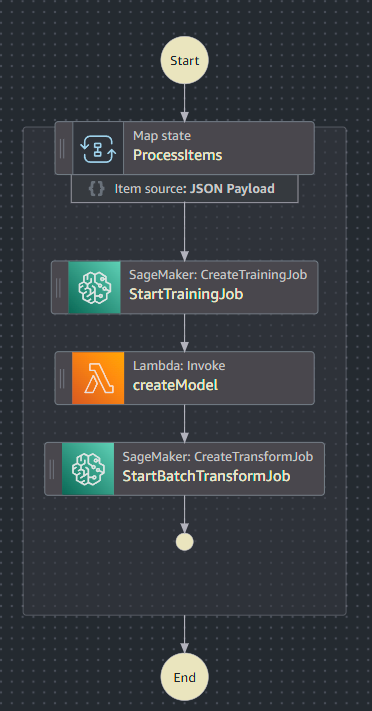 Start
Map state
ProcessItems
{} Item source: JSON Payload
SageMaker: CreateTrainingJob
StartTrainingJob
Lambda: Invoke
createModel
SageMaker: CreateTransformJob
StartBatchTransformJob
End